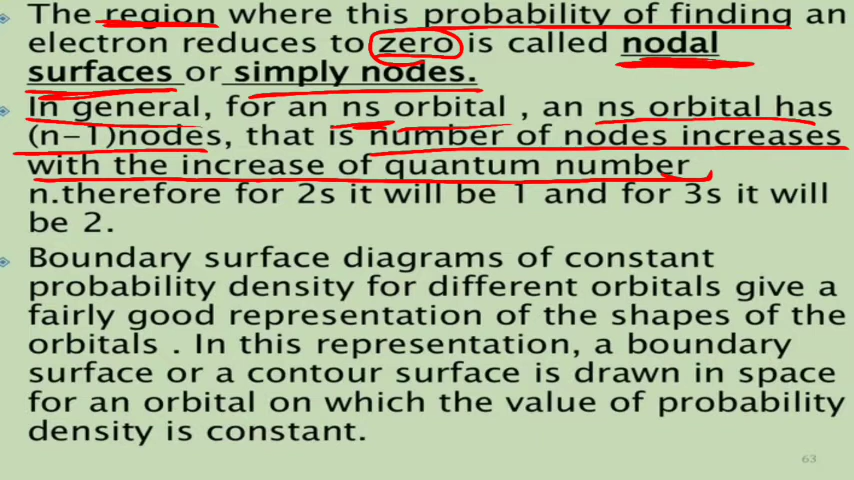 The region where this probability of finding an
electron reduces to zero is called nodal
surfaces or simply nodes.
In general, for an ns orbital , an ns orbital has
(n-1)nodes, that is number of nodes increases
with the increase of quantum number
n.therefore for 2s it will be 1 and for 3s it will
be 2.
Boundary surface diagrams of constant
probability density for different orbitals give a
fairly good representation of the shapes of the
orbitals . In this representation, a boundary
surface or a contour surface is drawn in space
for an orbital on which the value of probability
density is constant.
63